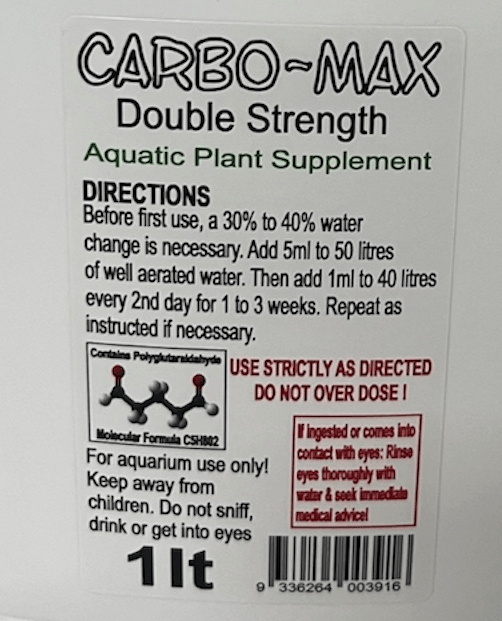 CARBO~MAX
Double Strength
Aquatic Plant Supplement
DIRECTIONS
Before first use, a 30% to 40% water
change is necessary. Add 5ml to 50 litres
of well aerated water. Then add 1ml to 40 litres
every 2nd day for 1 to 3 weeks. Repeat as
instructed if necessary.
Contains Polyglutaraldahyde
Molscular Formula C5H802
USE STRICTLY AS DIRECTED
DO NOT OVER DOSE !
If ingested or comes into
contact with eyes: Rinse
eyes thoroughly with
water & seek immediate
medical advice!
For aquarium use only!
Keep away from
children. Do not sniff,
drink or get into eyes
1lt
9 336264 003916